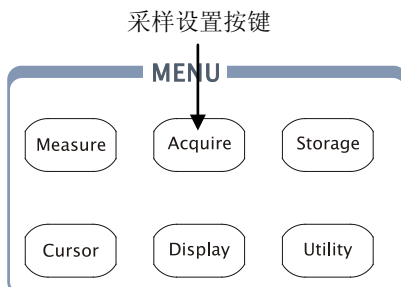 采样设置按键
MENU
Measure Acquire Storage
Cursor Display Utility